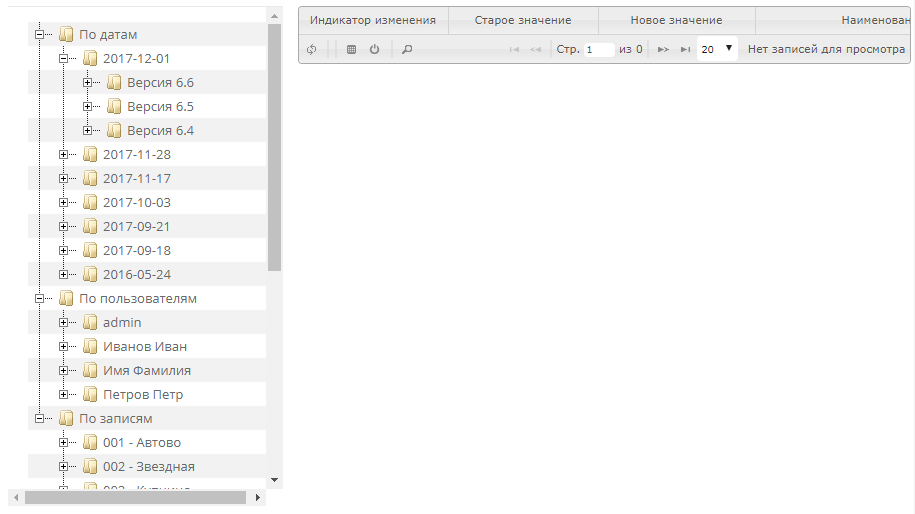 По датам
2017-12-01
Версия 6.6
Версия 6.5
Версия 6.4
2017-11-28
2017-11-17
2017-10-03
2017-09-21
2017-09-18
2016-05-24
По пользователям
admin
Иванов Иван
Имя Фамилия
Петров Петр
По записям
001 - Автово
002 - Звездная
Индикатор изменения Старое значение Новое значение Наименован
Стр. 1 из 0 20 Нет записей для просмотра